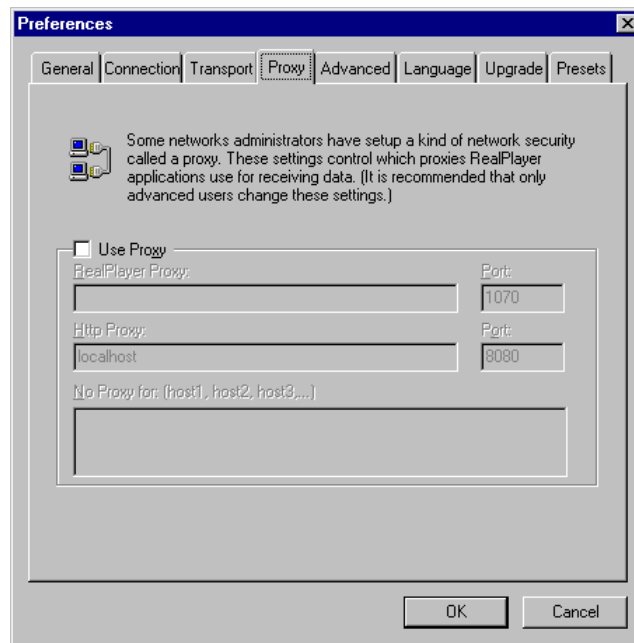 Preferences
General Connection Transport Proxy Advanced Language Upgrade Presets
Some networks administrators have setup a kind of network security
called a proxy. These settings control which proxies RealPlayer
applications use for receiving data. (It is recommended that only
advanced users change these settings.)
Use Proxy
RealPlayer Proxy: Port:
1070
Http Proxy: Port:
localhost 8080
No Proxy for: (host1, host2, host3,...)
OK Cancel